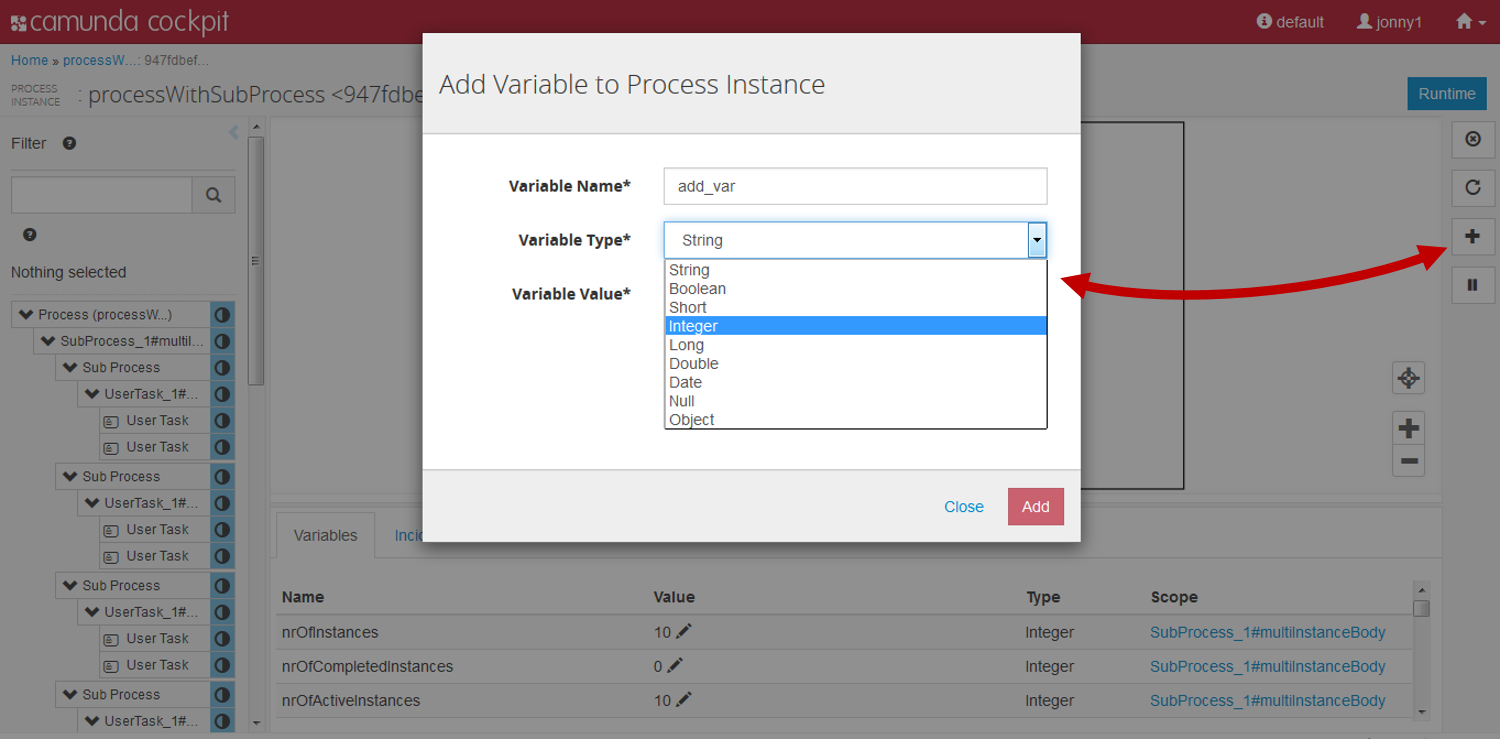 camunda cockpit
default
jonny1
Home » processW...: 947fdbef...
PROCESS INSTANCE : processWithSubProcess <947fdbe
Runtime
Add Variable to Process Instance
Variable Name* add_var
Variable Type* String
String
Boolean
Short
Integer
Long
Double
Date
Null
Object
Variable Value*
Close
Add
Filter
Nothing selected
Process (processW...)
SubProcess_1#multiI...
Sub Process
UserTask_1#...
User Task
User Task
Sub Process
UserTask_1#...
User Task
User Task
Sub Process
UserTask_1#...
User Task
User Task
Sub Process
UserTask_1#...
Variables
Inci
Name Value Type Scope
nrOfInstances 10 Integer SubProcess_1#multiInstanceBody
nrOfCompletedInstances 0 Integer SubProcess_1#multiInstanceBody
nrOfActiveInstances 10 Integer SubProcess_1#multiInstanceBody